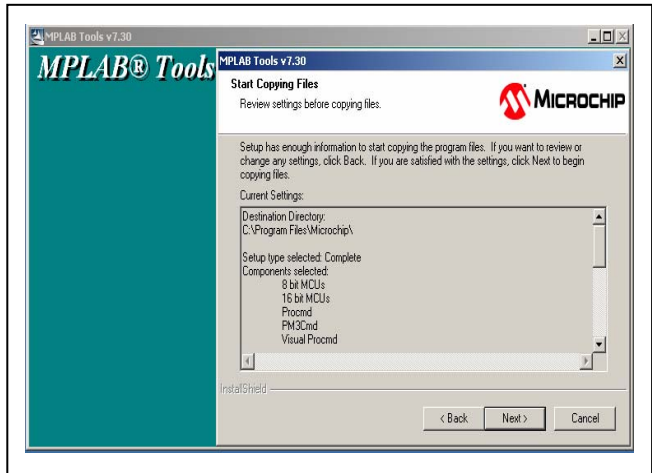 MPLAB Tools v7.30
MPLAB® Tools
MPLAB Tools v7.30
Start Copying Files
Review settings before copying files.
MICROCHIP
Setup has enough information to start copying the program files. If you want to review or
change any settings, click Back. If you are satisfied with the settings, click Next to begin
copying files.
Current Settings:
Destination Directory:
C:\Program Files\Microchip\
Setup type selected: Complete
Components selected:
8 bit MCUs
16 bit MCUs
Procmd
PM3Cmd
Visual Procmd
InstallShield
< Back
Next >
Cancel